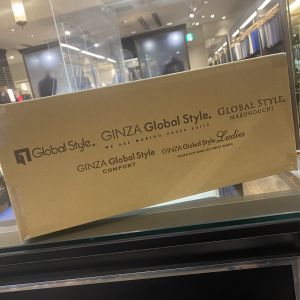 Global Style®
GINZA Global Style®
WE ARE MAKING ORDER SUITS
GLOBAL STYLE®
MARUNOUCHI
GINZA Global Style
COMFORT
GINZA Global Style Ladies